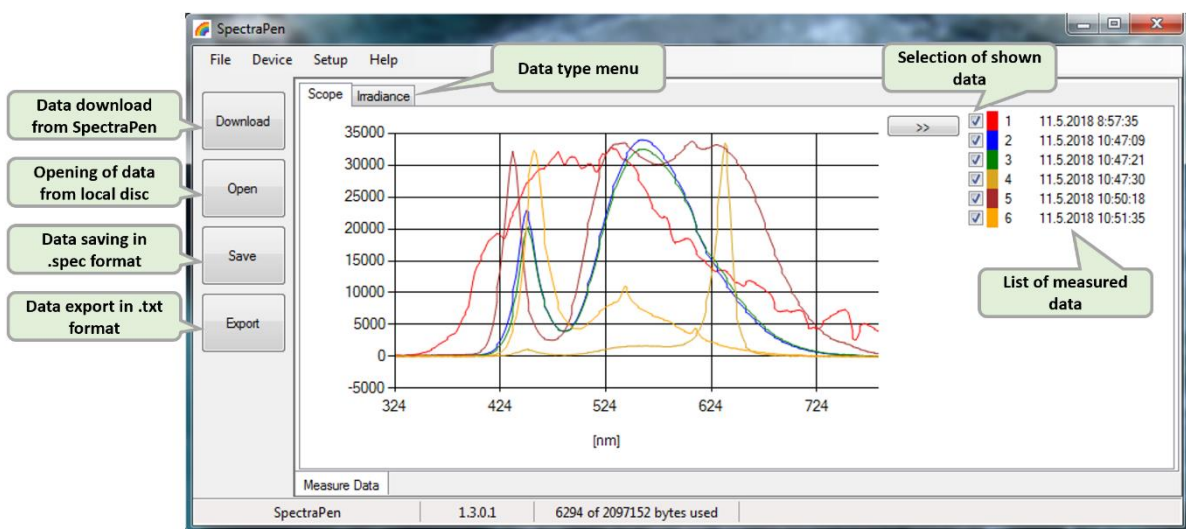 SpectraPen
File Device Setup Help
Data type menu
Selection of shown
data
Data download
from SpectraPen
Opening of data
from local disc
Data saving in
.spec format
Data export in .txt
format
Download
Open
Save
Export
Scope Irradiance
35000
30000
25000
20000
15000
10000
5000
0
-5000
324 424 524 624 724
[nm]
>>
1 11.5.2018 8:57:35
2 11.5.2018 10:47:09
3 11.5.2018 10:47:21
4 11.5.2018 10:47:30
5 11.5.2018 10:50:18
6 11.5.2018 10:51:35
List of measured
data
Measure Data
SpectraPen 1.3.0.1 6294 of 2097152 bytes used